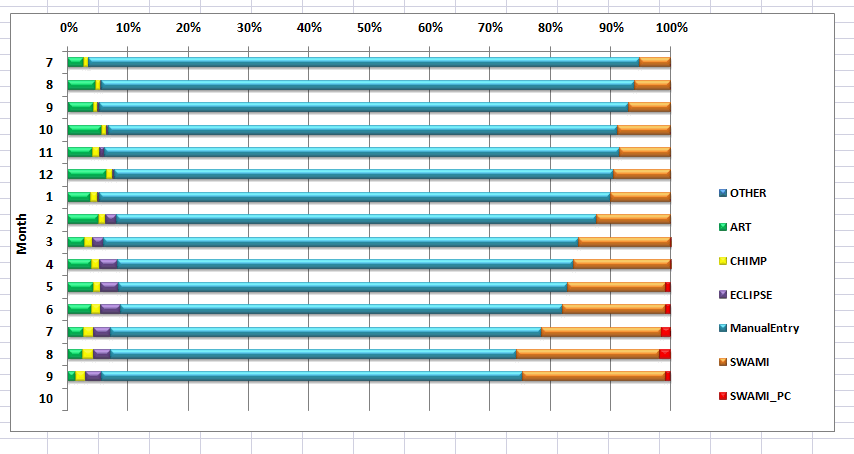 0% 10% 20% 30% 40% 50% 60% 70% 80% 90% 100%
7
8
9
10
11
12
1
2
3
4
5
6
7
8
9
10
Month
OTHER
ART
CHIMP
ECLIPSE
ManualEntry
SWAMI
SWAMI_PC